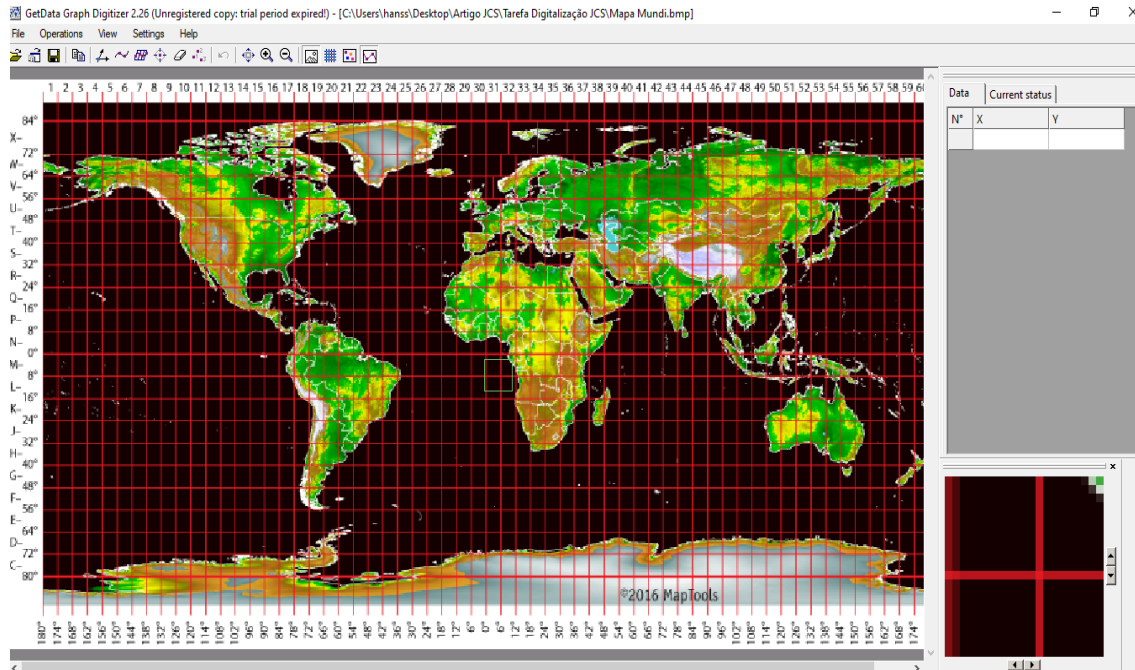 GetData Graph Digitizer 2.26 (Unregistered copy: trial period expired!) - [C:\Users\hanss\Desktop\Artigo JCS\Tarefa Digitalização JCS\Mapa Mundi.bmp]
File Operations View Settings Help
1 2 3 4 5 6 7 8 9 10 11 12 13 14 15 16 17 18 19 20 21 22 23 24 25 26 27 28 29 30 31 32 33 34 35 36 37 38 39 40 41 42 43 44 45 46 47 48 49 50 51 52 53 54 55 56 57 58 59
Data Current status
N° X Y
84°
X
72°
W
64°
V
56°
U
48°
T
40°
S
32°
R
24°
Q
16°
P
8°
N
0°
M
8°
L
16°
K
24°
J
32°
H
40°
G
48°
F
56°
E
64°
D
72°
C
80°
©2016 MapTools
180° 174° 168° 162° 156° 150° 144° 138° 132° 126° 120° 114° 108° 102° 96° 90° 84° 78° 72° 66° 60° 54° 48° 42° 36° 30° 24° 18° 12° 6° 0° 6° 12° 18° 24° 30° 36° 42° 48° 54° 60° 66° 72° 78° 84° 90° 96° 102° 108° 114° 120° 126° 132° 138° 144° 150° 156° 162° 168° 174°